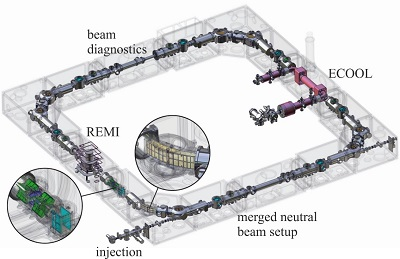 beam
diagnostics
ECOOL
REMI
merged neutral
beam setup
injection